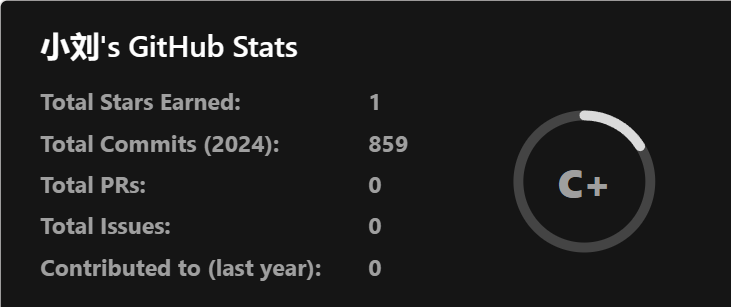 小刘's GitHub Stats
Total Stars Earned: 1
Total Commits (2024): 859
Total PRs: 0
Total Issues: 0
Contributed to (last year): 0
C+